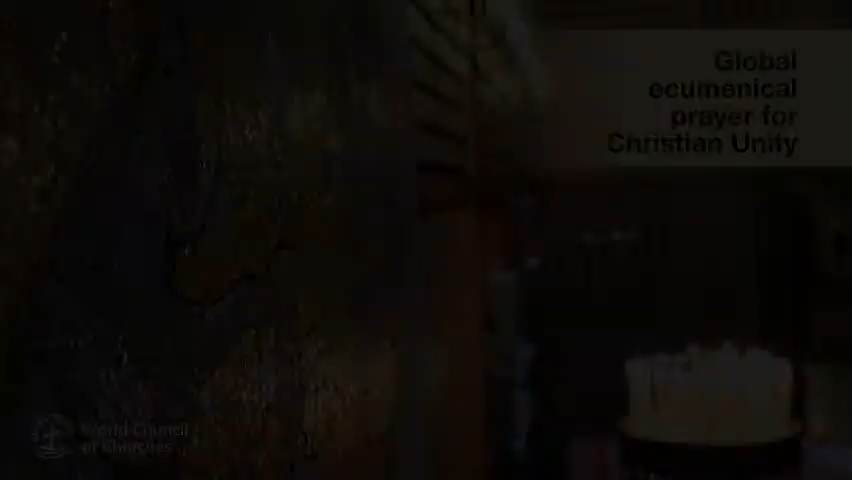 Global
ecumenical
prayer for
Christian Unity
World Council
of Churches